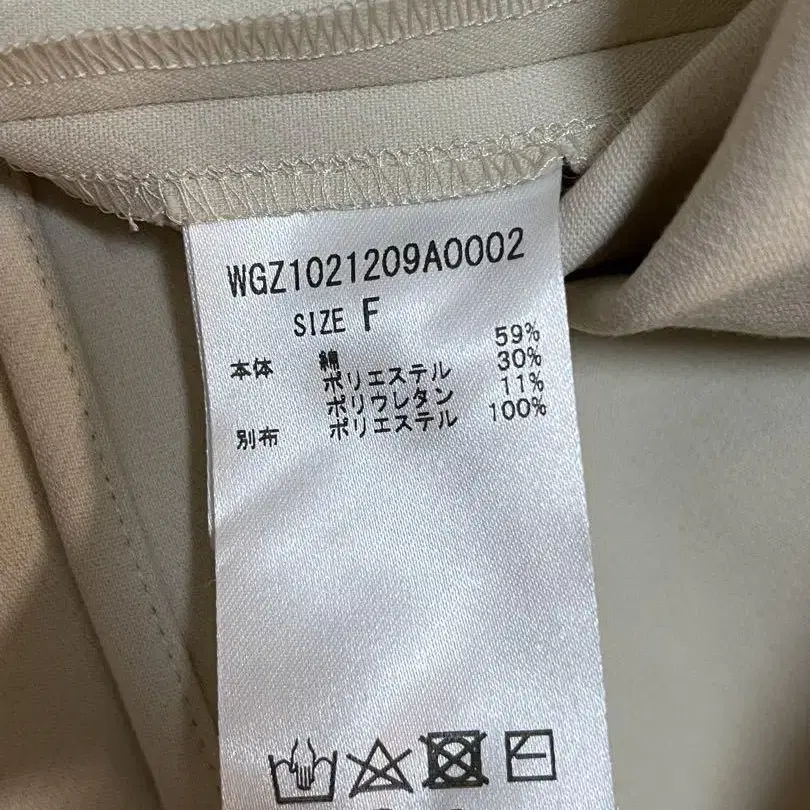 WGZ1021209A0002
SIZE F
本体 綿 59%
ポリエステル 30%
ポリウレタン 11%
別布 ポリエステル 100%